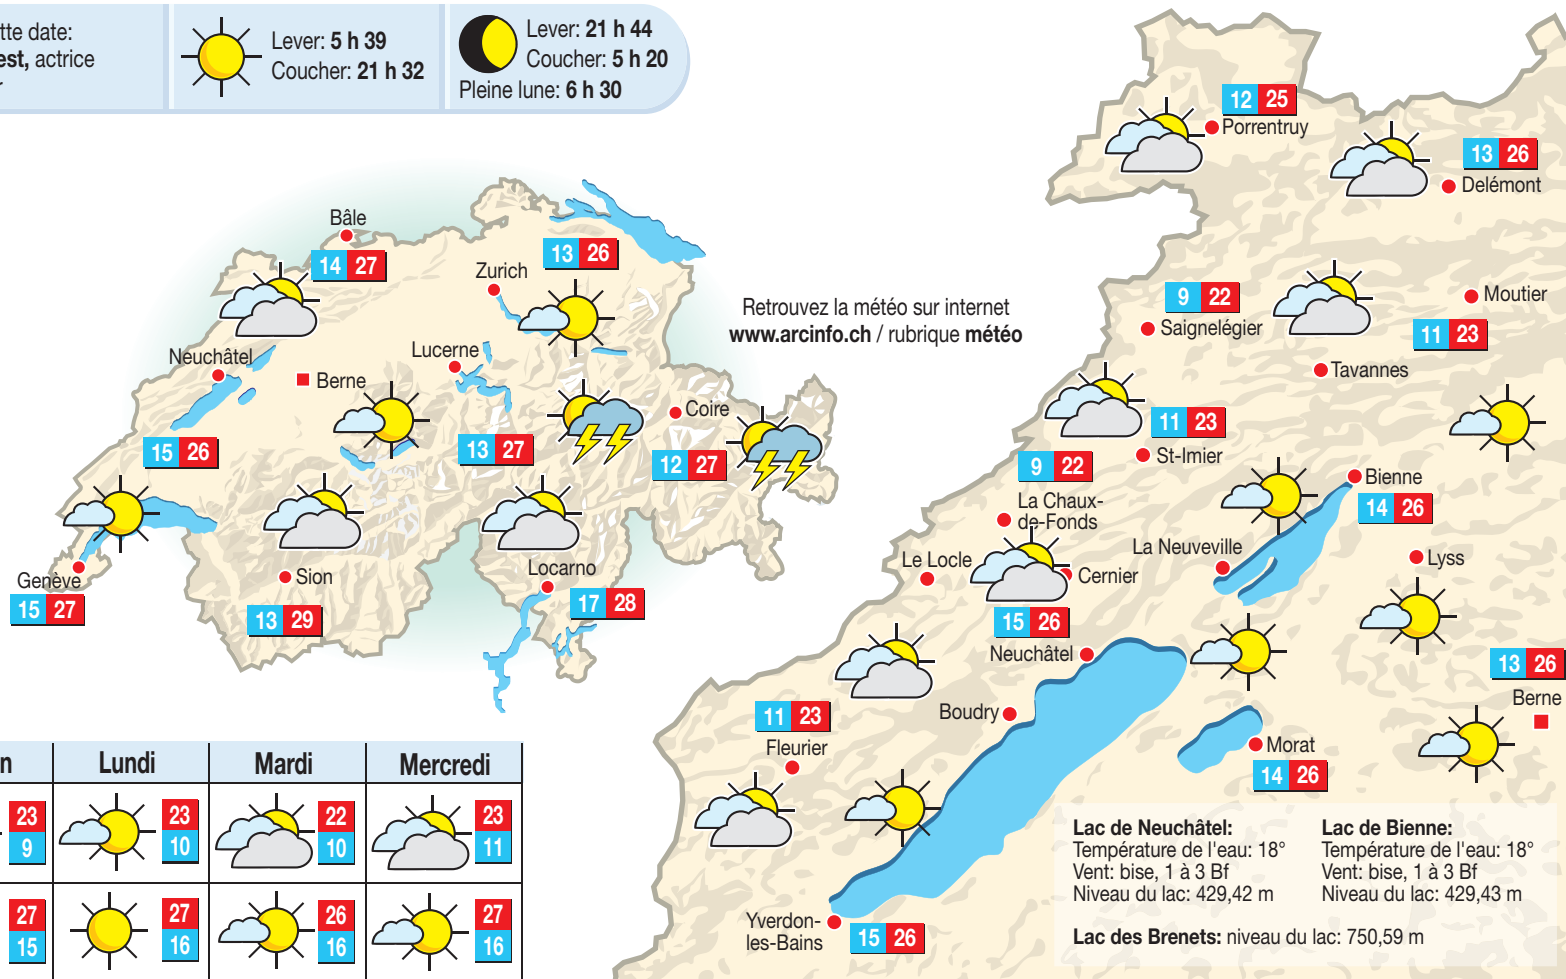 tte date:
est, actrice
Lever: 5 h 39
Coucher: 21 h 32
Lever: 21 h 44
Coucher: 5 h 20
Pleine lune: 6 h 30
Bâle
14 27
Zurich
13 26
Neuchâtel
15 26
Berne
Lucerne
13 27
Coire
12 27
Genève
15 27
Sion
13 29
Locarno
17 28
Retrouvez la météo sur internet
www.arcinfo.ch / rubrique météo
12 25
Porrentruy
13 26
Delémont
9 22
Saignelégier
Moutier
11 23
Tavannes
11 23
St-Imier
9 22
La Chaux-
de-Fonds
Bienne
14 26
Le Locle
Cernier
La Neuveville
Lyss
15 26
Neuchâtel
13 26
Berne
Boudry
11 23
Fleurier
Morat
14 26
Yverdon-
les-Bains
15 26
Lac de Neuchâtel:
Température de l'eau: 18°
Vent: bise, 1 à 3 Bf
Niveau du lac: 429,42 m
Lac de Bienne:
Température de l'eau: 18°
Vent: bise, 1 à 3 Bf
Niveau du lac: 429,43 m
Lac des Brenets: niveau du lac: 750,59 m
n Lundi Mardi Mercredi
23 23 22 23
9 10 10 11
27 27 26 27
15 16 16 16